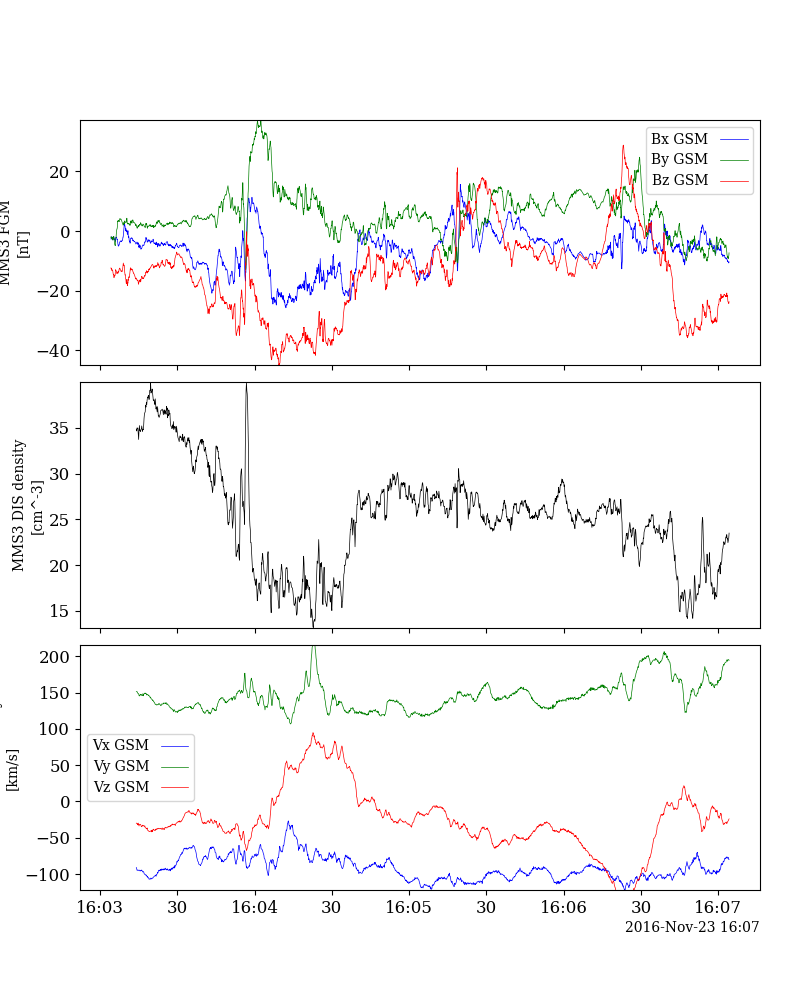 20
0
−20
−40
MMS3 FGM
[nT]
Bx GSM
By GSM
Bz GSM
35
30
25
20
15
MMS3 DIS density
[cm^-3]
200
150
100
50
0
−50
−100
[km/s]
Vx GSM
Vy GSM
Vz GSM
16:03 30 16:04 30 16:05 30 16:06 30 16:07
2016-Nov-23 16:07